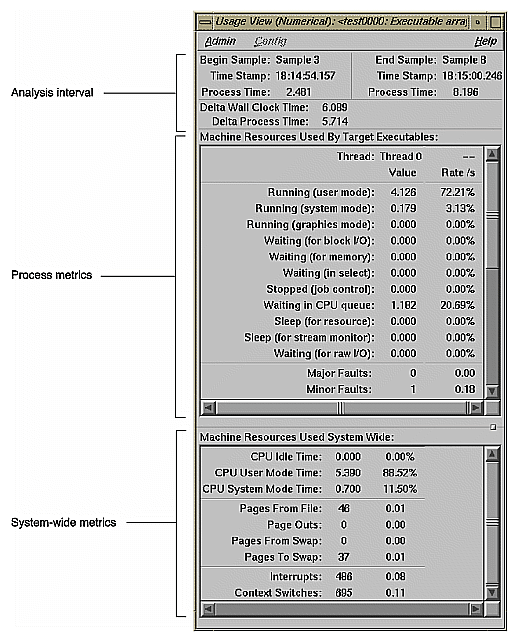 Usage View (Numerical): <test0000: Executable array
Admin Config Help
Begin Sample: Sample 3 End Sample: Sample 8
Time Stamp: 18:14:54.157 Time Stamp: 18:15:00.246
Process Time: 2.481 Process Time: 8.196
Delta Wall Clock Time: 6.089
Delta Process Time: 5.714
Analysis interval
Machine Resources Used By Target Executables:
Thread: Thread 0 --
Value Rate /s
Running (user mode): 4.126 72.21%
Running (system mode): 0.179 3.13%
Running (graphics mode): 0.000 0.00%
Waiting (for block I/O): 0.000 0.00%
Waiting (for memory): 0.000 0.00%
Waiting (in select): 0.000 0.00%
Stopped (job control): 0.000 0.00%
Process metrics
Waiting in CPU queue: 1.182 20.69%
Sleep (for resource): 0.000 0.00%
Sleep (for stream monitor): 0.000 0.00%
Waiting (for raw I/O): 0.000 0.00%
Major Faults: 0 0.00
Minor Faults: 1 0.18
Machine Resources Used System Wide:
CPU Idle Time: 0.000 0.00%
CPU User Mode Time: 5.390 88.52%
CPU System Mode Time: 0.700 11.50%
Pages From File: 46 0.01
System-wide metrics
Page Outs: 0 0.00
Pages From Swap: 0 0.00
Pages To Swap: 37 0.01
Interrupts: 486 0.08
Context Switches: 695 0.11